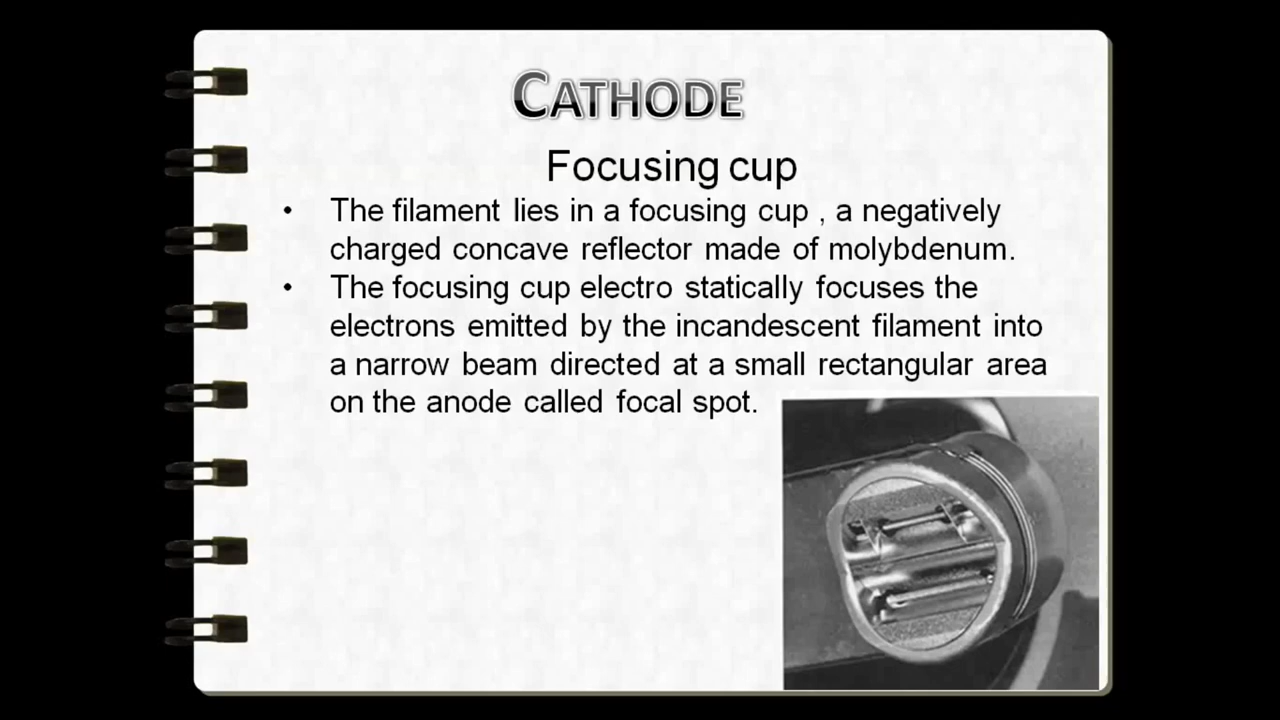 CATHODE
Focusing cup
• The filament lies in a focusing cup , a negatively
charged concave reflector made of molybdenum.
• The focusing cup electro statically focuses the
electrons emitted by the incandescent filament into
a narrow beam directed at a small rectangular area
on the anode called focal spot.